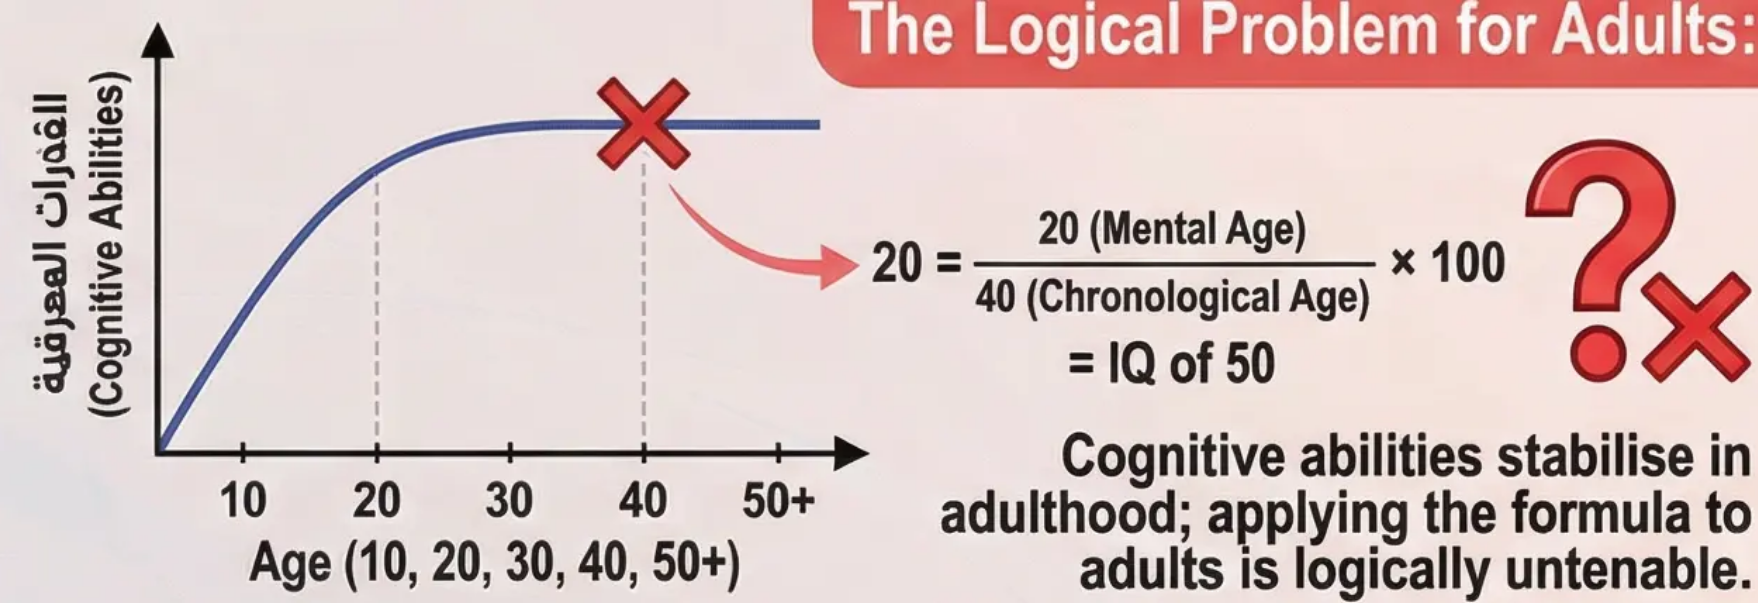 The Logical Problem for Adults:
القدرات المعرفية
(Cognitive Abilities)
10 20 30 40 50+
Age (10, 20, 30, 40, 50+)
20 = 20 (Mental Age) / 40 (Chronological Age) × 100
= IQ of 50
?
Cognitive abilities stabilise in
adulthood; applying the formula to
adults is logically untenable.